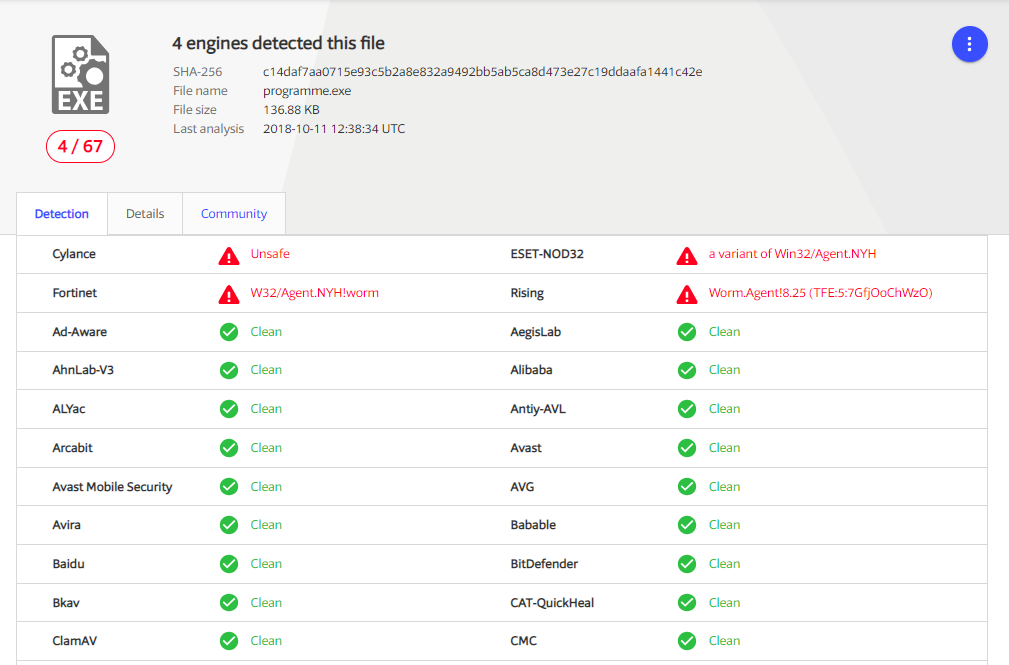 4 engines detected this file
SHA-256 c14daf7aa0715e93c5b2a8e832a9492bb5ab5ca8d473e27c19ddaafa1441c42e
File name programme.exe
File size 136.88 KB
Last analysis 2018-10-11 12:38:34 UTC
EXE
4 / 67
Detection Details Community
Cylance Unsafe ESET-NOD32 a variant of Win32/Agent.NYH
Fortinet W32/Agent.NYH!worm Rising Worm.Agent!8.25 (TFE:5:7GfjOoChWzO)
Ad-Aware Clean AegisLab Clean
AhnLab-V3 Clean Alibaba Clean
ALYac Clean Antiy-AVL Clean
Arcabit Clean Avast Clean
Avast Mobile Security Clean AVG Clean
Avira Clean Babable Clean
Baidu Clean BitDefender Clean
Bkav Clean CAT-QuickHeal Clean
ClamAV Clean CMC Clean